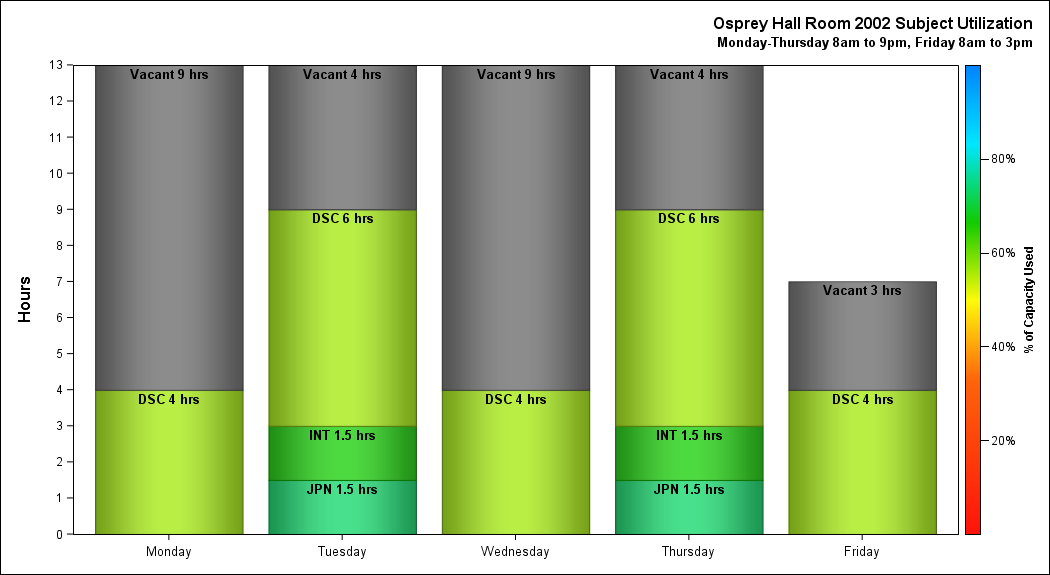 Osprey Hall Room 2002 Subject Utilization
Monday-Thursday 8am to 9pm, Friday 8am to 3pm
13
12
11
10
9
8
7
6
5
4
3
2
1
0
Hours
Vacant 9 hrs
DSC 4 hrs
Vacant 4 hrs
DSC 6 hrs
INT 1.5 hrs
JPN 1.5 hrs
Vacant 9 hrs
DSC 4 hrs
Vacant 4 hrs
DSC 6 hrs
INT 1.5 hrs
JPN 1.5 hrs
Vacant 3 hrs
DSC 4 hrs
Monday
Tuesday
Wednesday
Thursday
Friday
80%
60%
40%
20%
% of Capacity Used